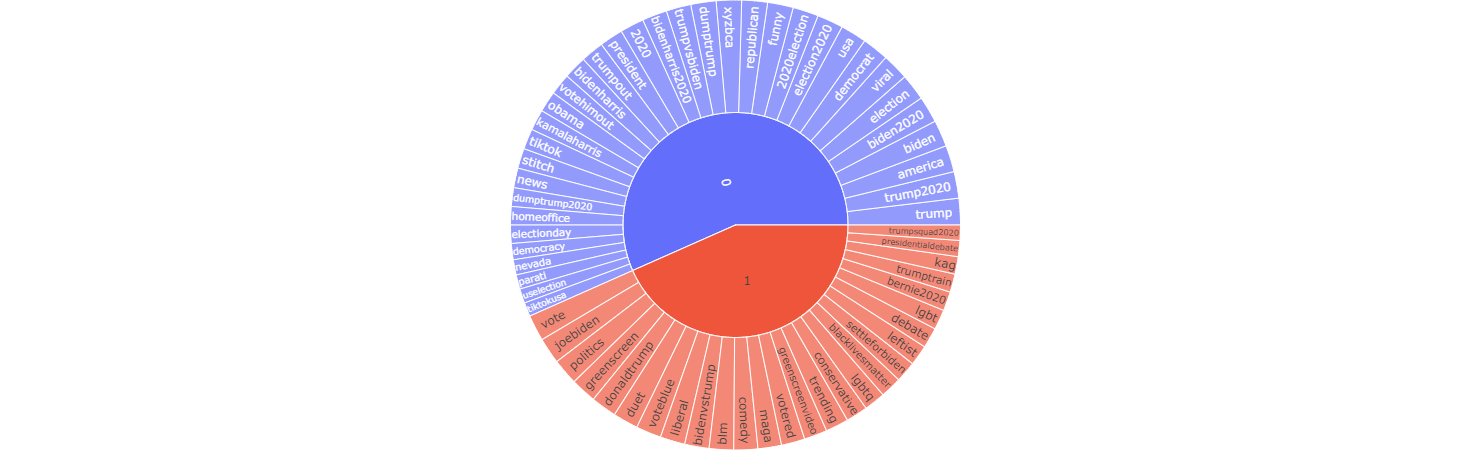 0
trump
trump2020
america
biden
biden2020
election
viral
democrat
usa
election2020
2020election
funny
republican
xyzbca
dumptrump
trumpvsbiden
bidenharris2020
2020
president
trumpout
bidenharris
votehimout
obama
kamalaharris
tiktok
stitch
news
dumptrump2020
homeoffice
electionday
democracy
nevada
parati
uselection
tiktokusa
1
vote
joebiden
politics
greenscreen
donaldtrump
duet
voteblue
liberal
bidenvstrump
blm
comedy
maga
votered
greenscreenvideo
trending
conservative
lgbtq
blacklivesmatter
settleforbiden
leftist
debate
lgbt
bernie2020
trumptrain
kag
presidentialdebate
trumpsquad2020